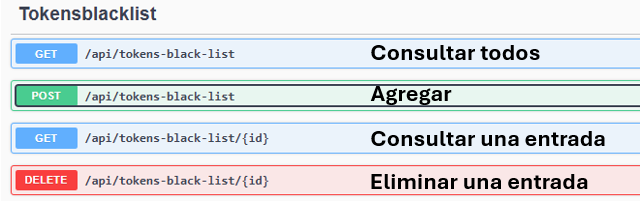 Tokensblacklist
GET /api/tokens-black-list Consultar todos
POST /api/tokens-black-list Agregar
GET /api/tokens-black-list/{id} Consultar una entrada
DELETE /api/tokens-black-list/{id} Eliminar una entrada